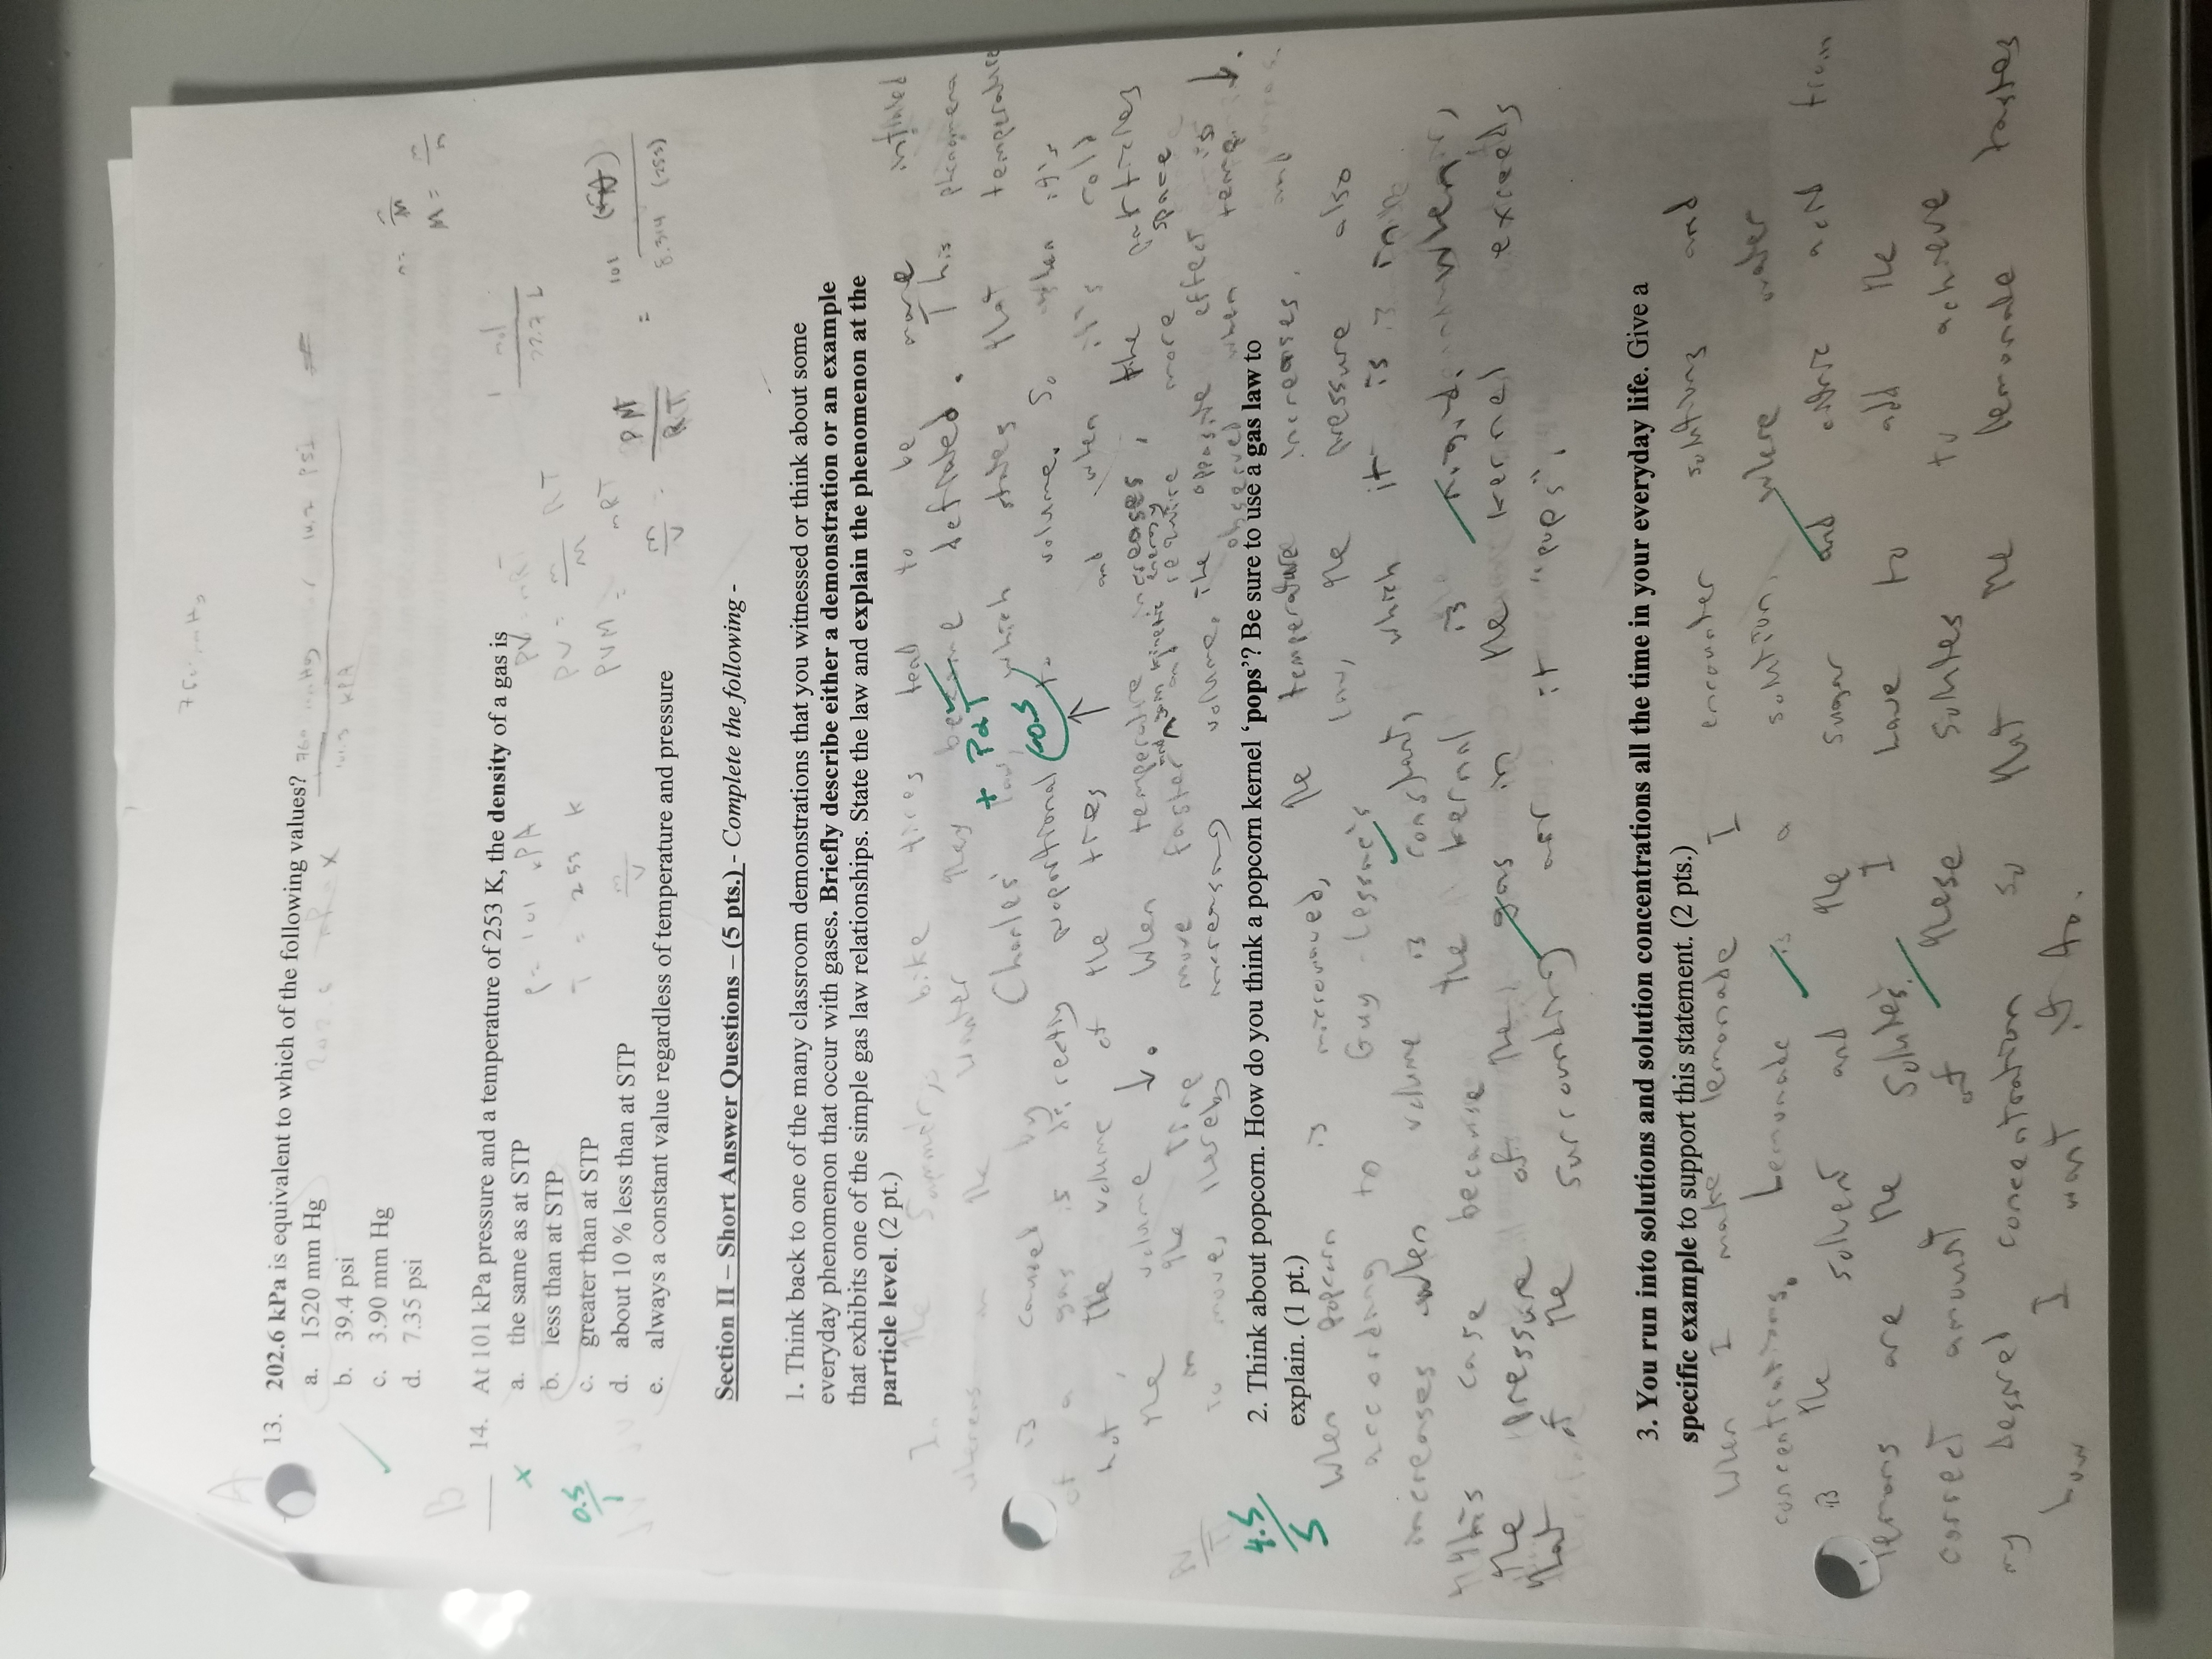 760 mmHg
A
13. 202.6 kPa is equivalent to which of the following values? 760 mmHg / 14.7 PSI
a. 1520 mm Hg 202.6 kPa x 101.3 kPA
b. 39.4 psi
c. 3.90 mm Hg
d. 7.35 psi
n = m/M
M = m/n
B
14. At 101 kPa pressure and a temperature of 253 K, the density of a gas is
a. the same as at STP
b. less than at STP
c. greater than at STP
d. about 10 % less than at STP
e. always a constant value regardless of temperature and pressure
x
0.5/1
P = 101 kPA
T = 253 K
m/V
PV = nRT
PV = m/M RT
PVM = mRT
m/V = PM/RT = 101 / 8.314 (253)
1 mol / 22.7 L
Section II – Short Answer Questions – (5 pts.) - Complete the following -
1. Think back to one of the many classroom demonstrations that you witnessed or think about some
everyday phenomenon that occur with gases. Briefly describe either a demonstration or an example
that exhibits one of the simple gas law relationships. State the law and explain the phenomenon at the
particle level. (2 pt.)
In the Summer, bike tires tend to be more inflated
whereas in the winter they become deflated. This phenomena
+ PαT
is caused by Charles' law, which states that temperature
of a gas is directly proportional to volume. So when it's
-0.5
hot, the volume of the tires ↑ and when it's cold
the volume ↓. When temperature increases, the particles
in the tire move faster and gain kinetic energy and require more space
to move, thereby increasing volume. The opposite effect is
observed when temp. ↓.
4.5/5
2. Think about popcorn. How do you think a popcorn kernel ‘pops’? Be sure to use a gas law to
explain. (1 pt.)
When popcorn is microwaved, the temperature increases, and
according to Guy-Lessac's law, the pressure also
increases when volume is constant, which it is in
this case because the kernal is rigid. When
the pressure of the gas in the kernel exceeds
that of the surrounding air it "pops".
3. You run into solutions and solution concentrations all the time in your everyday life. Give a
specific example to support this statement. (2 pts.)
When I make lemonade I encounter solutions and
concentrations. Lemonade is a solution, where water
is the solvent and the sugar and citric acid from
lemons are the solutes. I have to add the
correct amount of these solutes to achieve
my desired concentration so that the lemonade tastes
how I want it to.